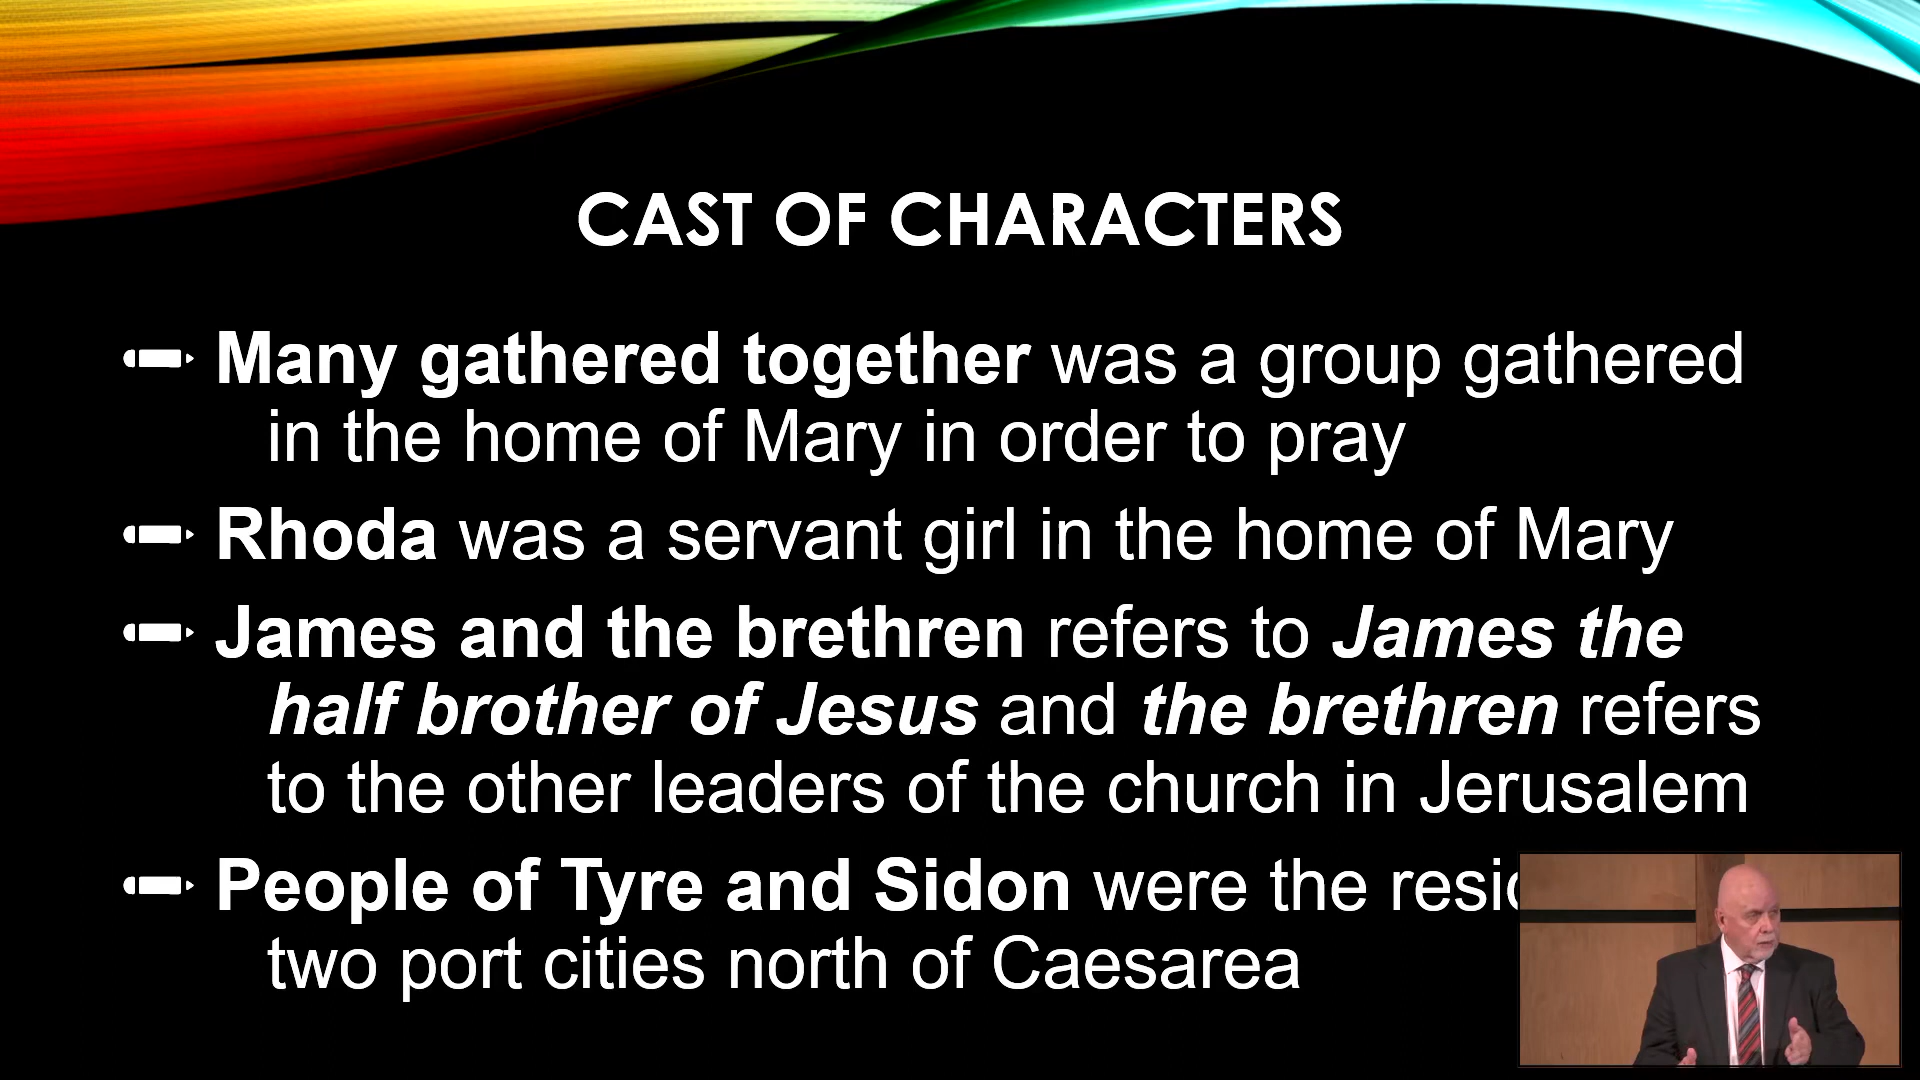 CAST OF CHARACTERS
Many gathered together was a group gathered
in the home of Mary in order to pray
Rhoda was a servant girl in the home of Mary
James and the brethren refers to James the
half brother of Jesus and the brethren refers
to the other leaders of the church in Jerusalem
People of Tyre and Sidon were the
two port cities north of Caesarea